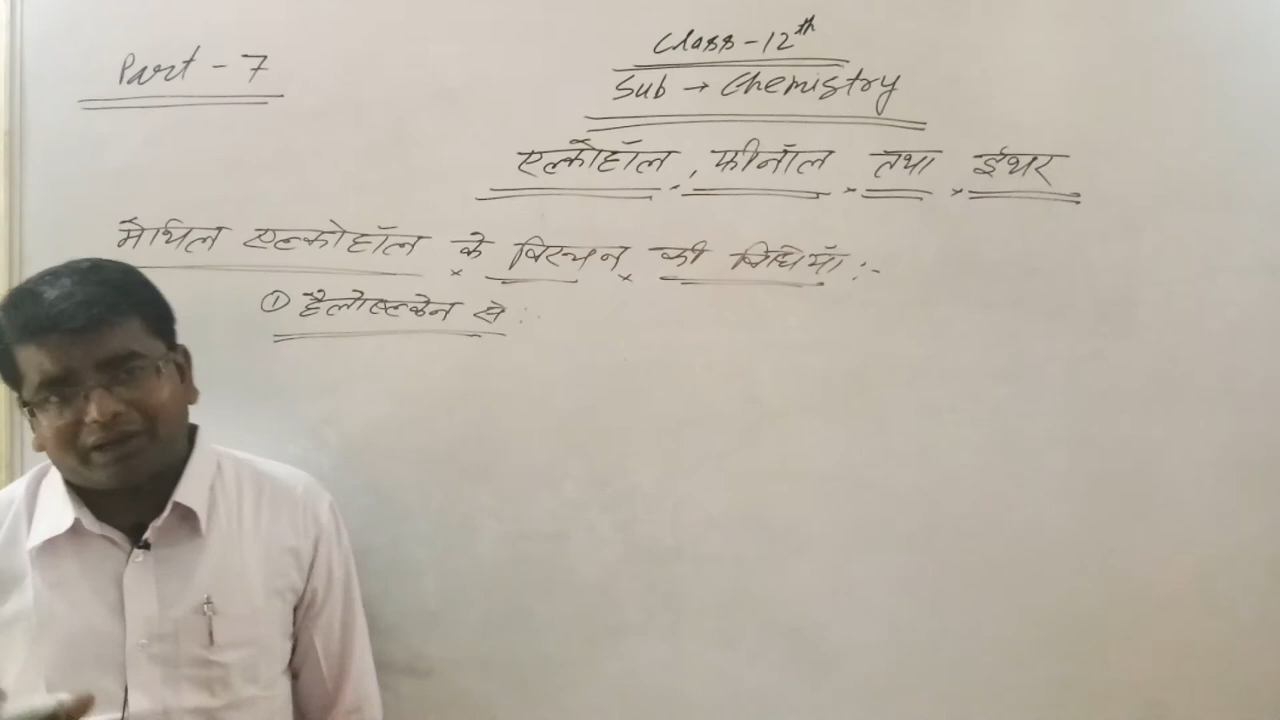 Part - 7
Class - 12th
Sub → Chemistry
एल्कोहॉल, फीनॉल तथा ईथर
मेथिल एल्कोहॉल के विरचन की विधियाँ :-
① हैलोएल्केन से :